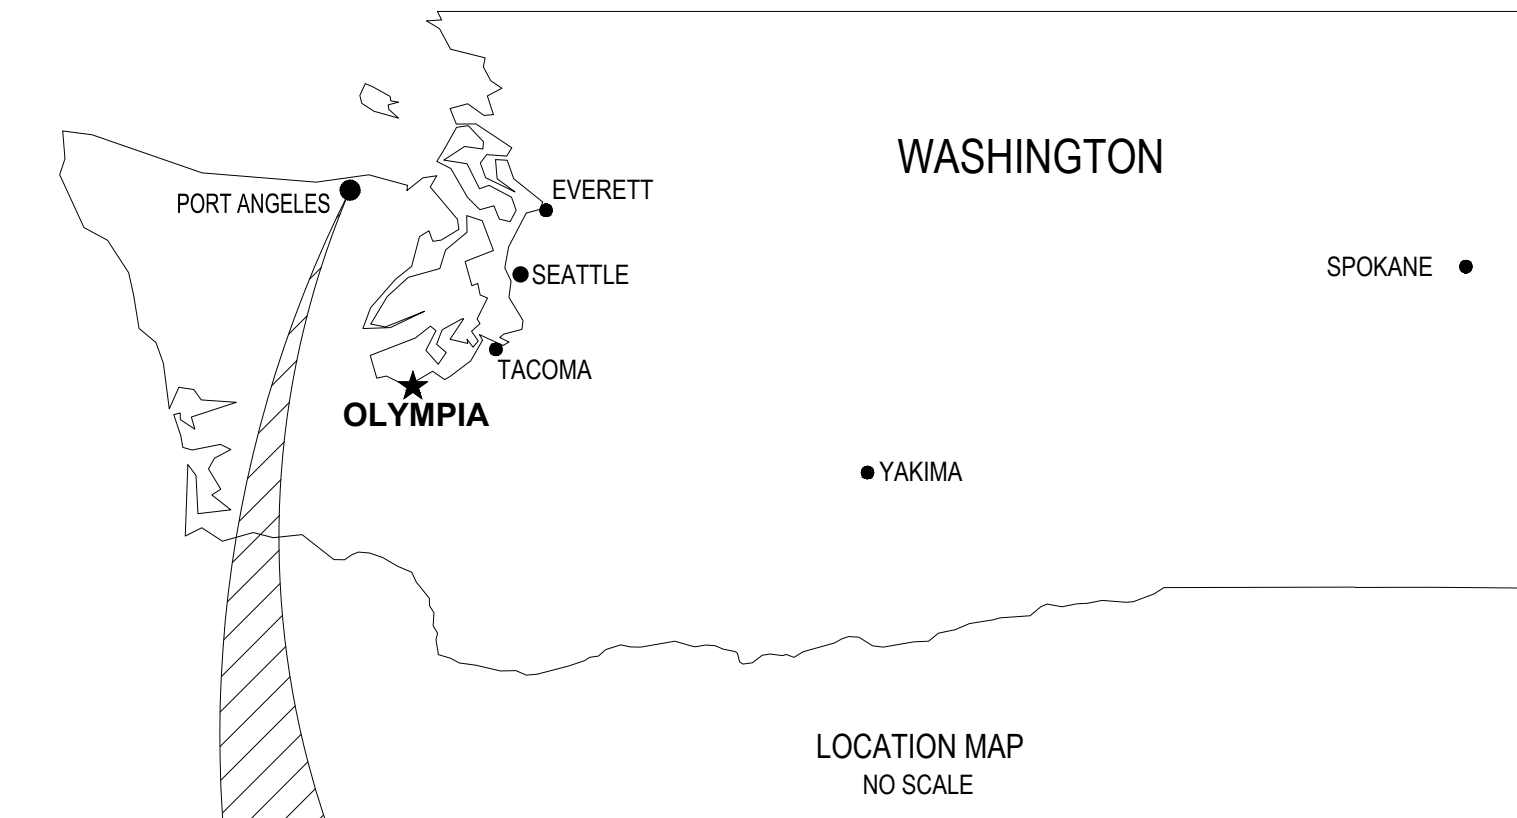 WASHINGTON
EVERETT
PORT ANGELES
SEATTLE
SPOKANE
TACOMA
OLYMPIA
YAKIMA
LOCATION MAP
NO SCALE